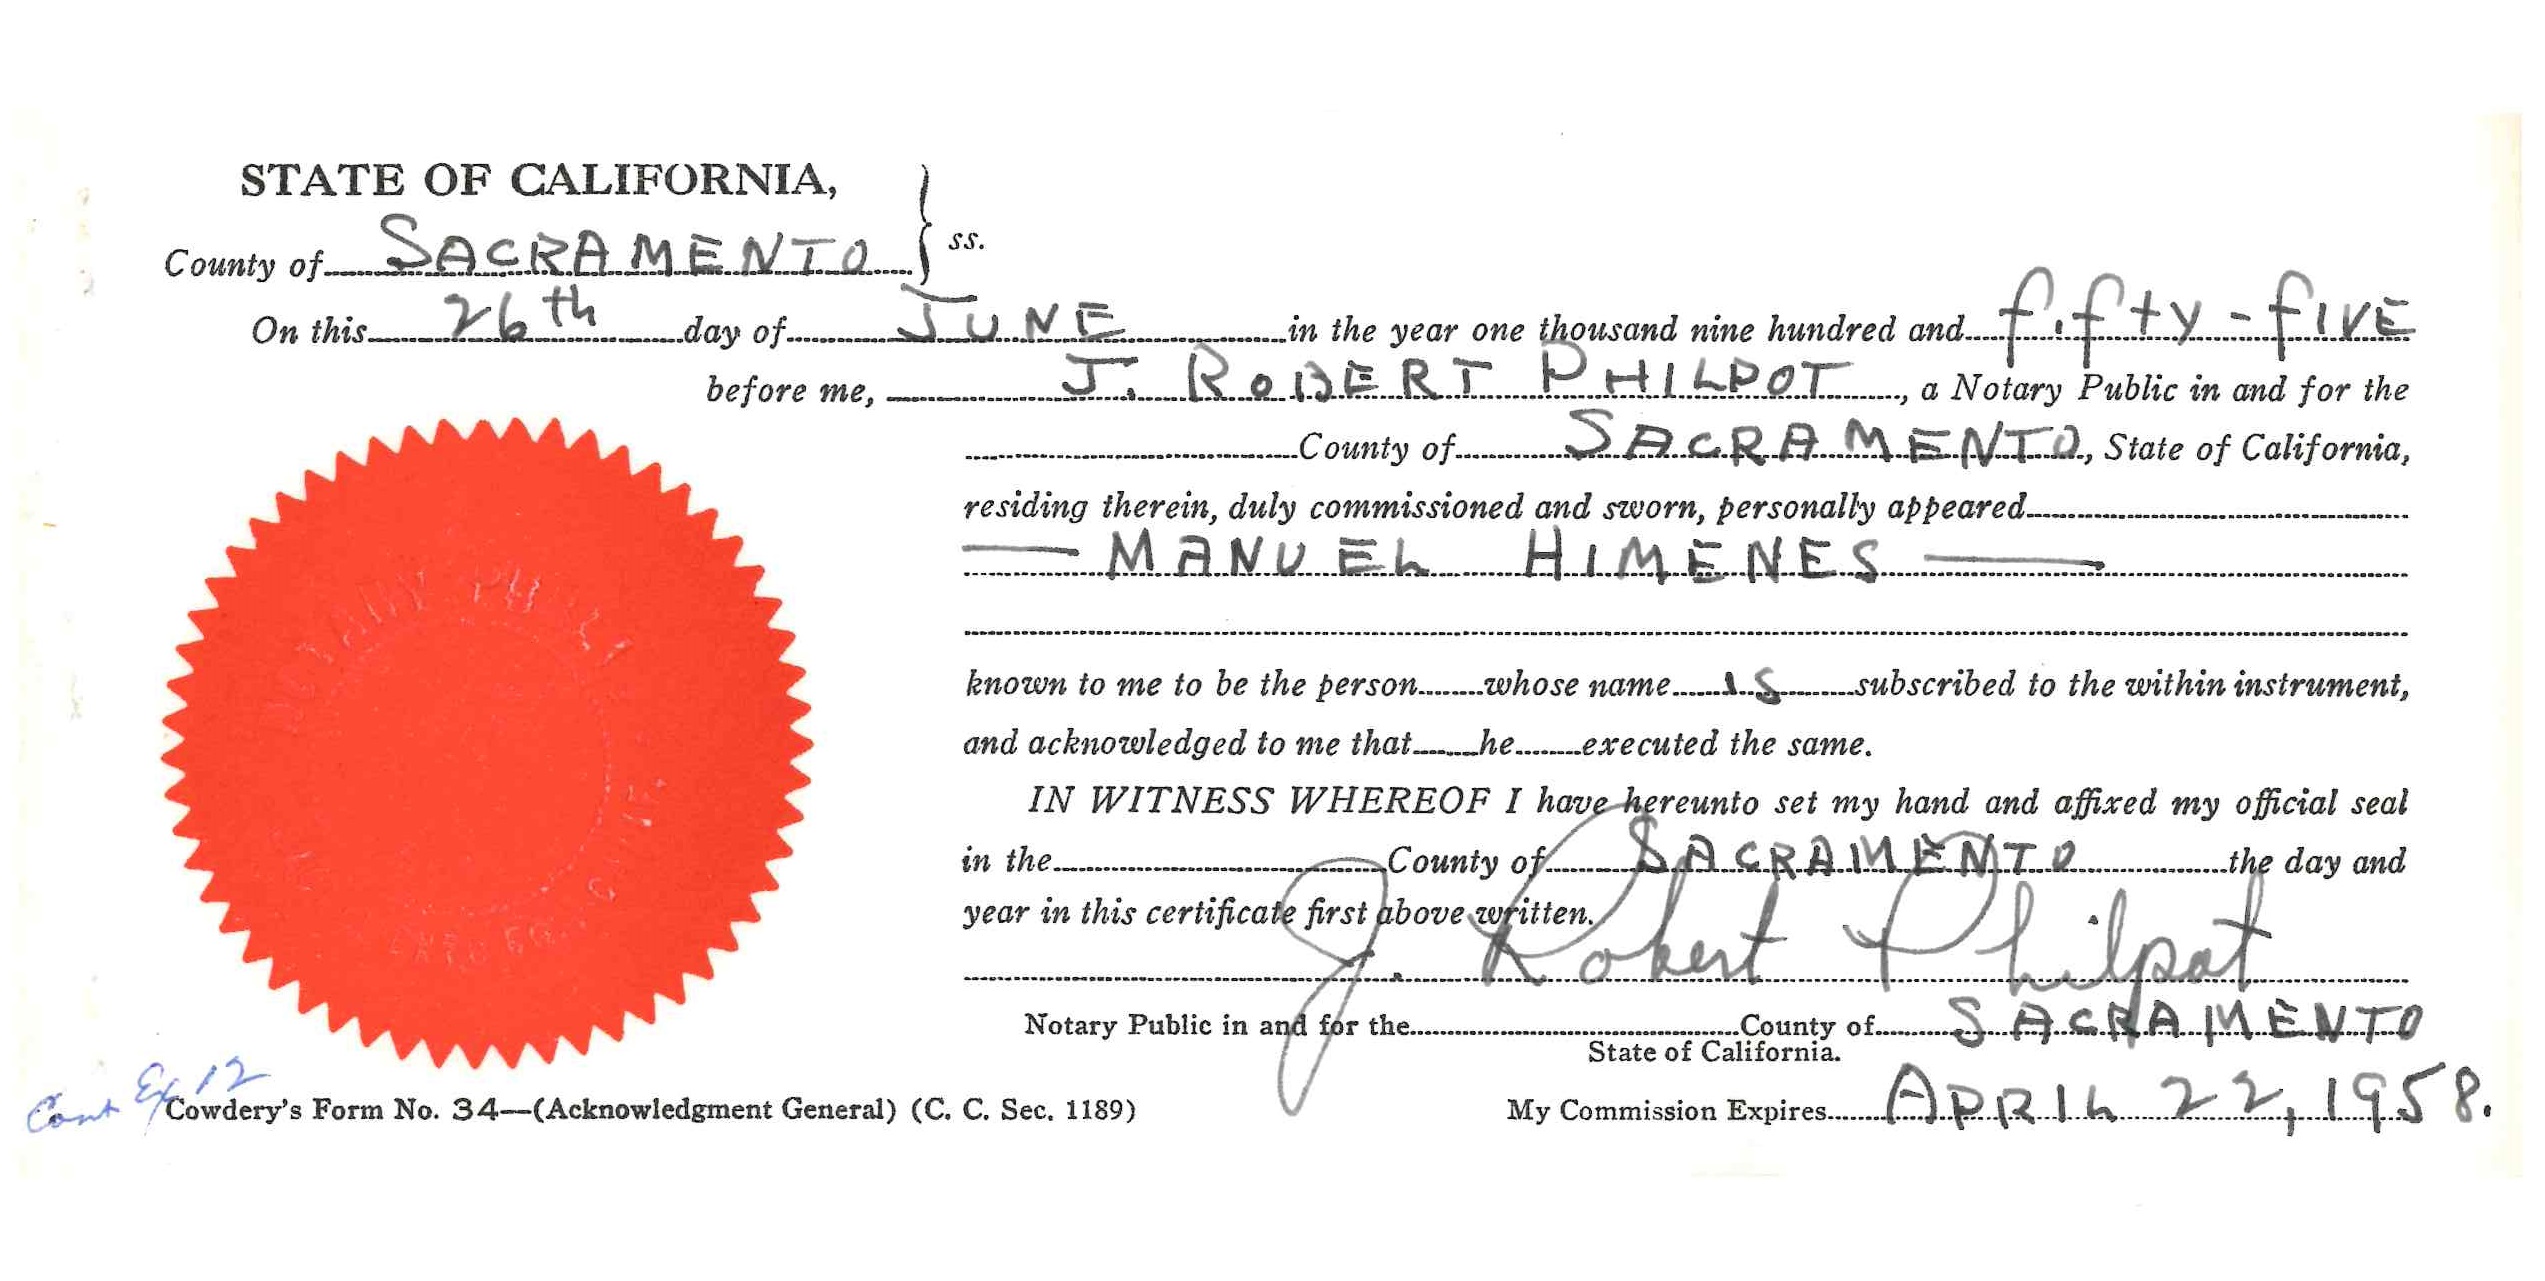 STATE OF CALIFORNIA,
County of SACRAMENTO ss.
On this 26th day of JUNE in the year one thousand nine hundred and fifty-fIVE
before me, J. ROBERT PHILPOT, a Notary Public in and for the
County of SACRAMENTO, State of California,
residing therein, duly commissioned and sworn, personally appeared
— MANUEL HIMENES —
known to me to be the person whose name is subscribed to the within instrument,
and acknowledged to me that he executed the same.
IN WITNESS WHEREOF I have hereunto set my hand and affixed my official seal
in the County of SACRAMENTO the day and
year in this certificate first above written.
J. Robert Philpot
Notary Public in and for the County of SACRAMENTO
State of California.
Cont Ex 12
Cowdery's Form No. 34—(Acknowledgment General) (C. C. Sec. 1189)
My Commission Expires APRIL 22, 1958.